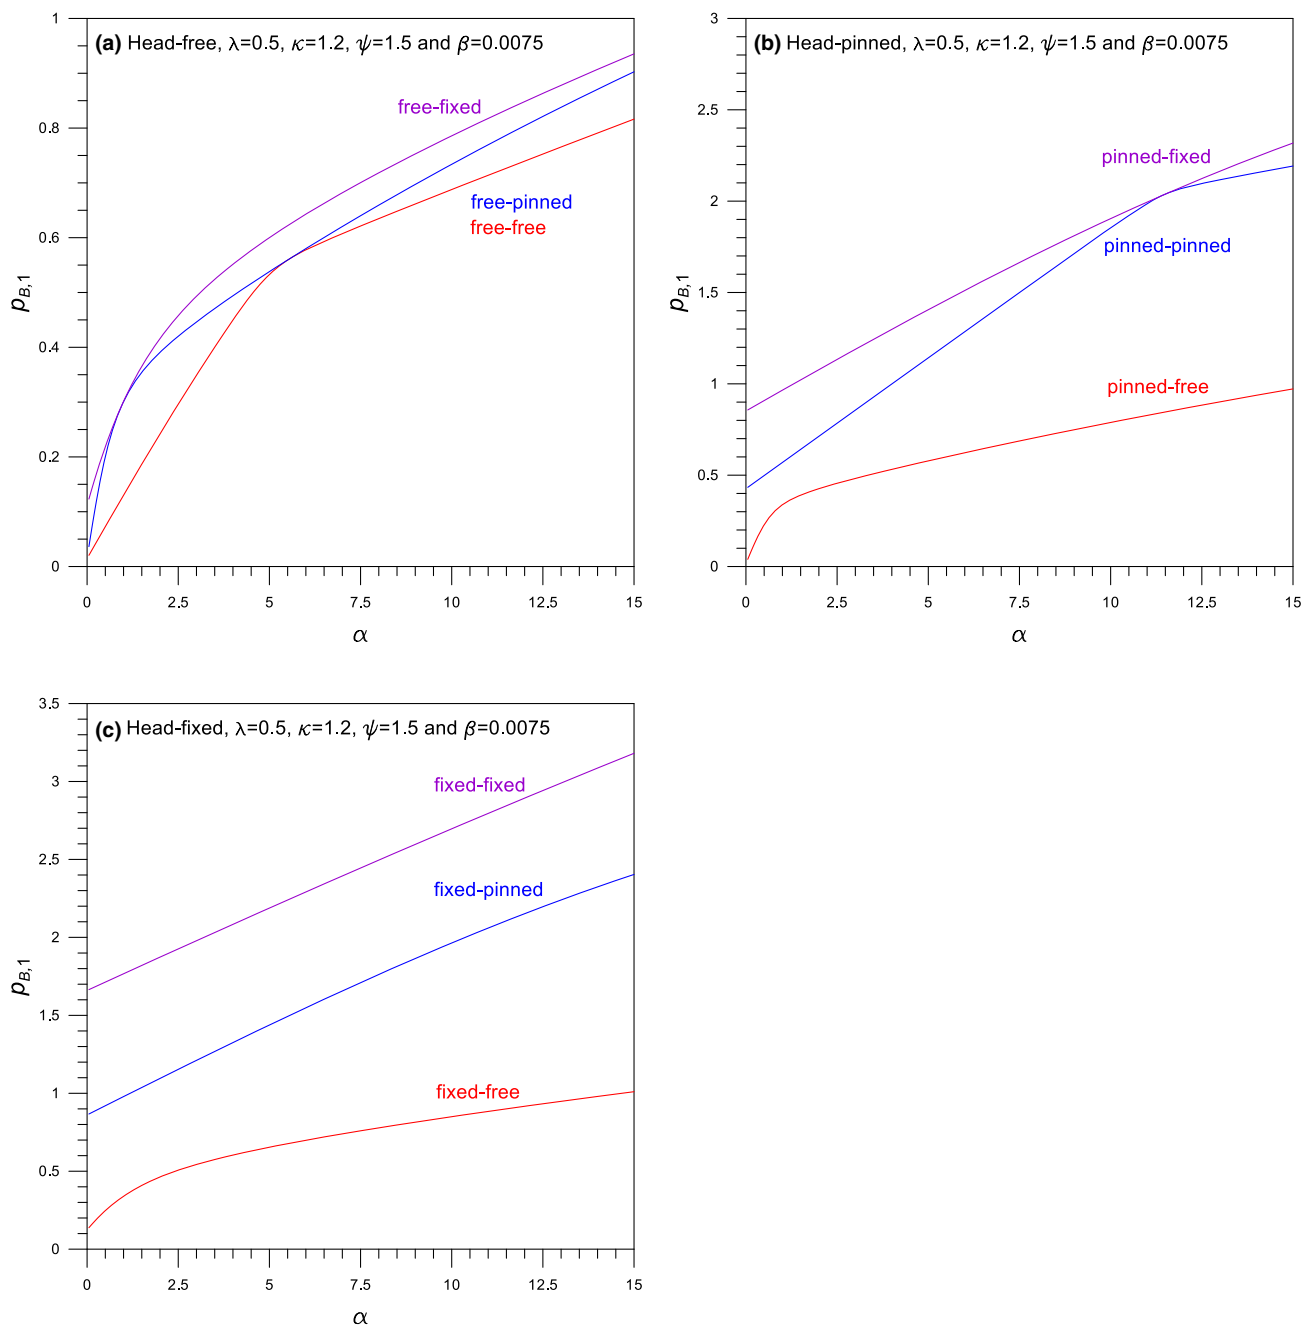 (a) Head-free, λ=0.5, κ=1.2, ψ=1.5 and β=0.0075
1
0.8
0.6
0.4
0.2
0
p_{B,1}
free-fixed
free-pinned
free-free
0 2.5 5 7.5 10 12.5 15
α
(b) Head-pinned, λ=0.5, κ=1.2, ψ=1.5 and β=0.0075
3
2.5
2
1.5
1
0.5
0
p_{B,1}
pinned-fixed
pinned-pinned
pinned-free
0 2.5 5 7.5 10 12.5 15
α
(c) Head-fixed, λ=0.5, κ=1.2, ψ=1.5 and β=0.0075
3.5
3
2.5
2
1.5
1
0.5
0
p_{B,1}
fixed-fixed
fixed-pinned
fixed-free
0 2.5 5 7.5 10 12.5 15
α